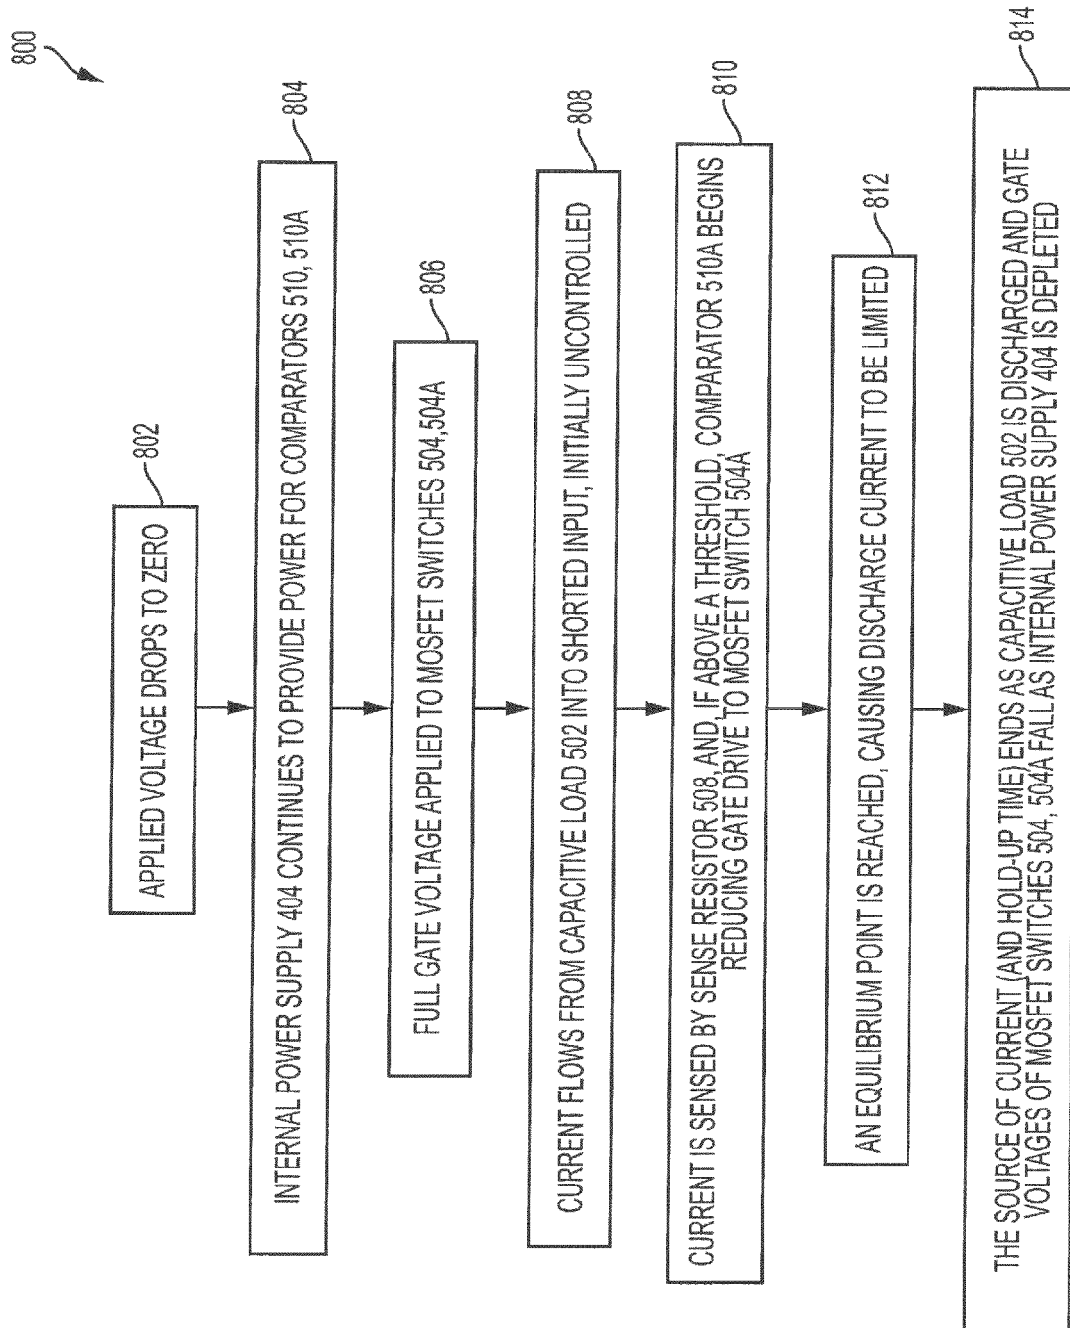 800
802
APPLIED VOLTAGE DROPS TO ZERO
804
INTERNAL POWER SUPPLY 404 CONTINUES TO PROVIDE POWER FOR COMPARATORS 510, 510A
806
FULL GATE VOLTAGE APPLIED TO MOSFET SWITCHES 504,504A
808
CURRENT FLOWS FROM CAPACITIVE LOAD 502 INTO SHORTED INPUT, INITIALLY UNCONTROLLED
810
CURRENT IS SENSED BY SENSE RESISTOR 508, AND, IF ABOVE A THRESHOLD, COMPARATOR 510A BEGINS
REDUCING GATE DRIVE TO MOSFET SWITCH 504A
812
AN EQUILIBRIUM POINT IS REACHED, CAUSING DISCHARGE CURRENT TO BE LIMITED
814
THE SOURCE OF CURRENT (AND HOLD-UP TIME) ENDS AS CAPACITIVE LOAD 502 IS DISCHARGED AND GATE
VOLTAGES OF MOSFET SWITCHES 504, 504A FALL AS INTERNAL POWER SUPPLY 404 IS DEPLETED